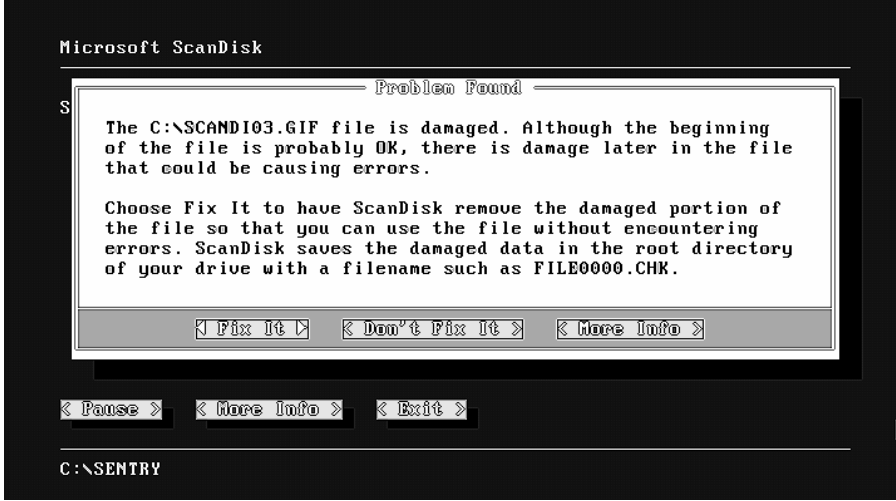 Microsoft ScanDisk
Problem Found
S
The C:\SCANDI03.GIF file is damaged. Although the beginning
of the file is probably OK, there is damage later in the file
that could be causing errors.
Choose Fix It to have ScanDisk remove the damaged portion of
the file so that you can use the file without encountering
errors. ScanDisk saves the damaged data in the root directory
of your drive with a filename such as FILE0000.CHK.
◄ Fix It ► < Don't Fix It > < More Info >
< Pause > < More Info > < Exit >
C:\SENTRY